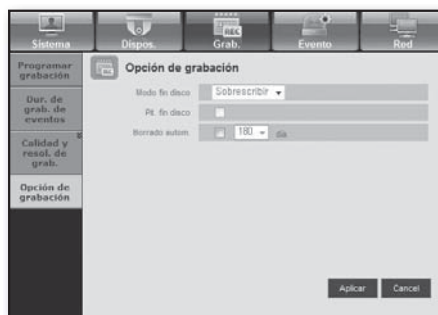 Sistema
Dispos.
REC
Grab.
Evento
Red
Programar
grabación
Dur. de
grab. de
eventos
Calidad y
resol. de
grab.
Opción de
grabación
Opción de grabación
Modo fin disco
Sobrescribir
Pit. fin disco
Borrado autom.
180
día
Aplicar
Cancel